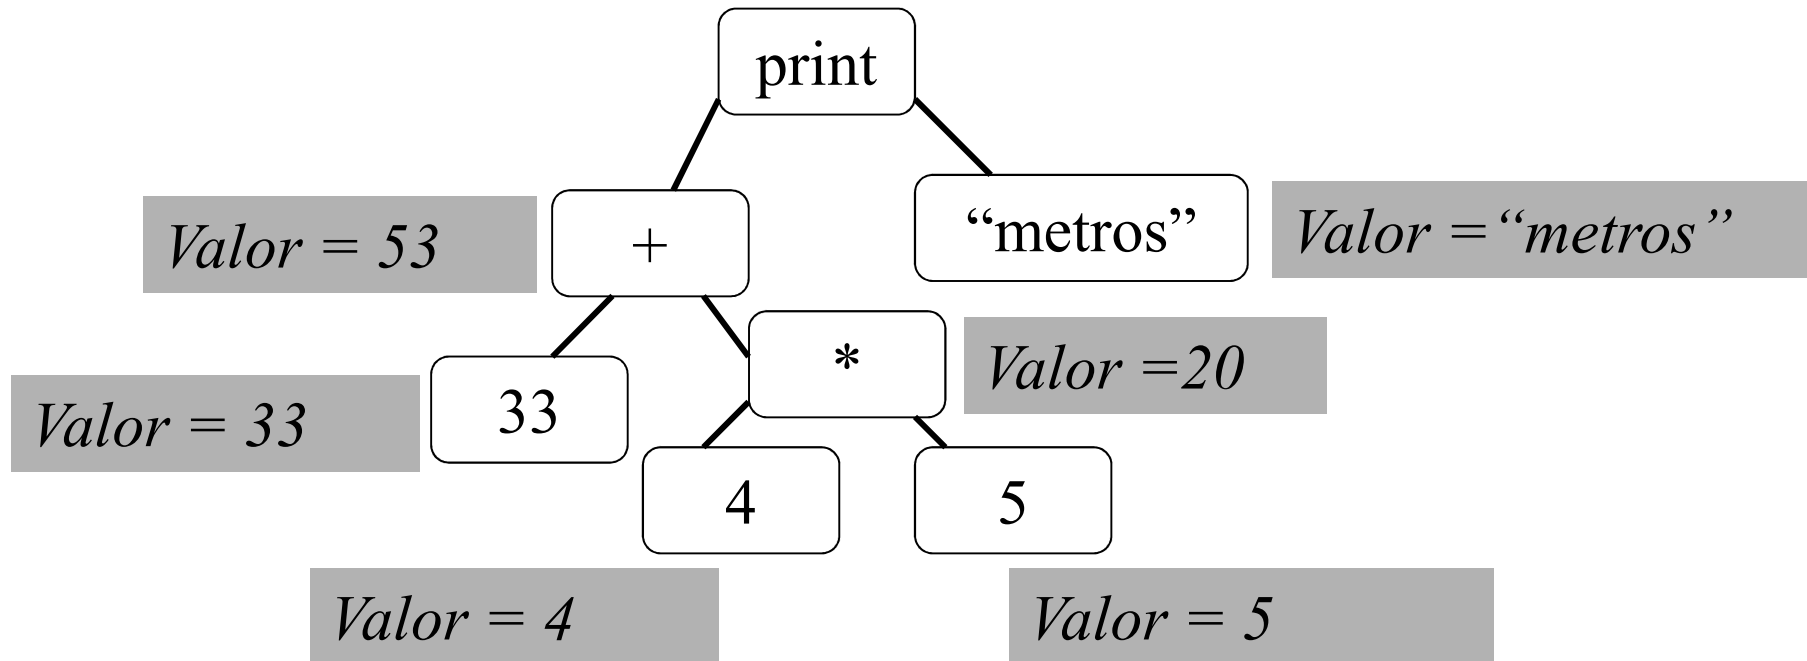 print
Valor = 53
+
“metros”
Valor =“metros”
*
Valor =20
Valor = 33
33
4
5
Valor = 4
Valor = 5